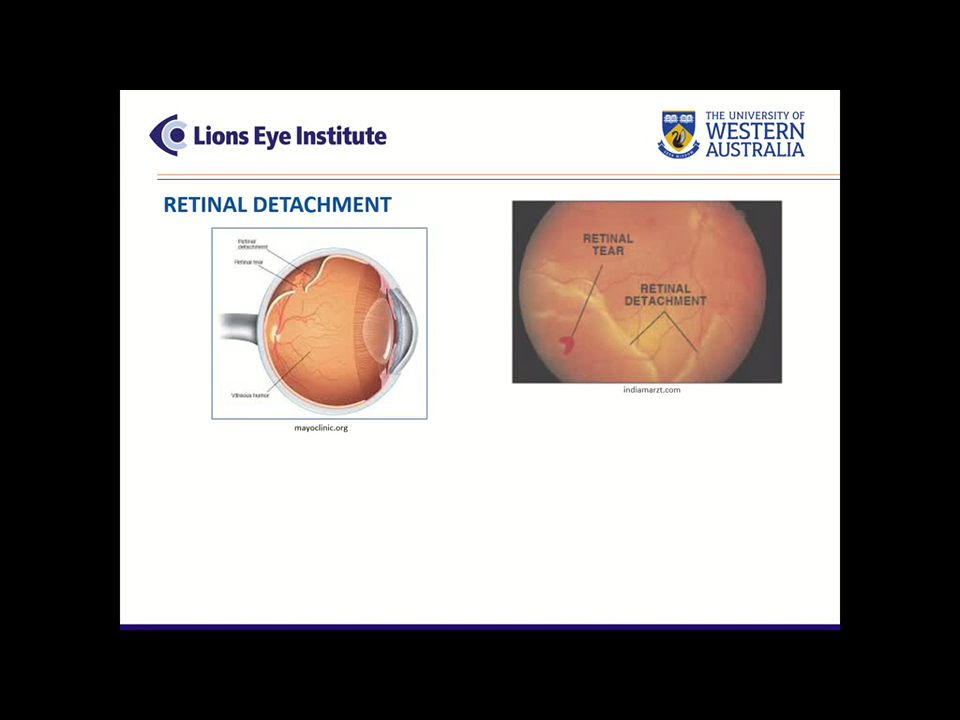 Lions Eye Institute
THE UNIVERSITY OF
WESTERN
AUSTRALIA
RETINAL DETACHMENT
Retinal
detachment
Retinal tear
Vitreous humor
mayoclinic.org
RETINAL
TEAR
RETINAL
DETACHMENT
indiamarzt.com